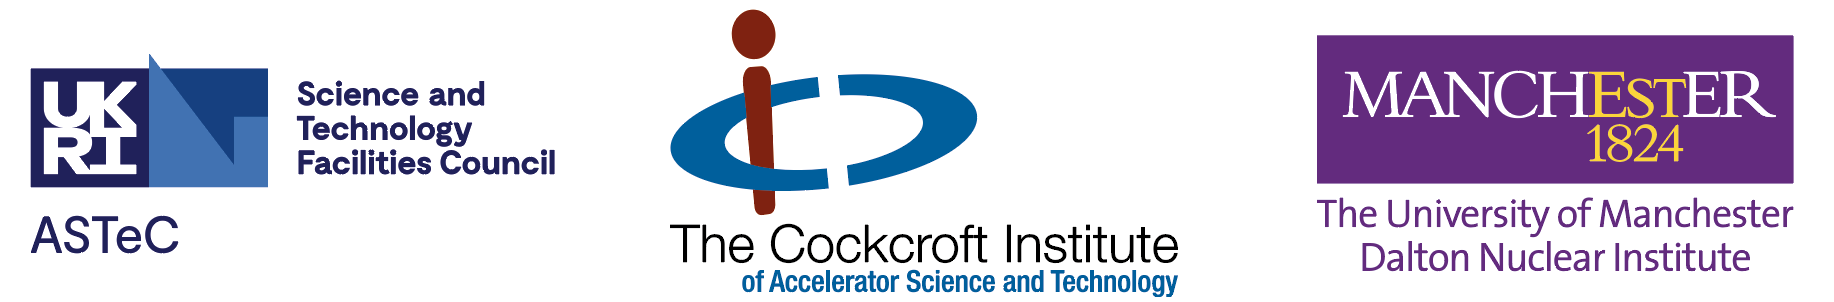 UK
RI
Science and
Technology
Facilities Council
ASTeC
The Cockcroft Institute
of Accelerator Science and Technology
MANCHESTER
1824
The University of Manchester
Dalton Nuclear Institute